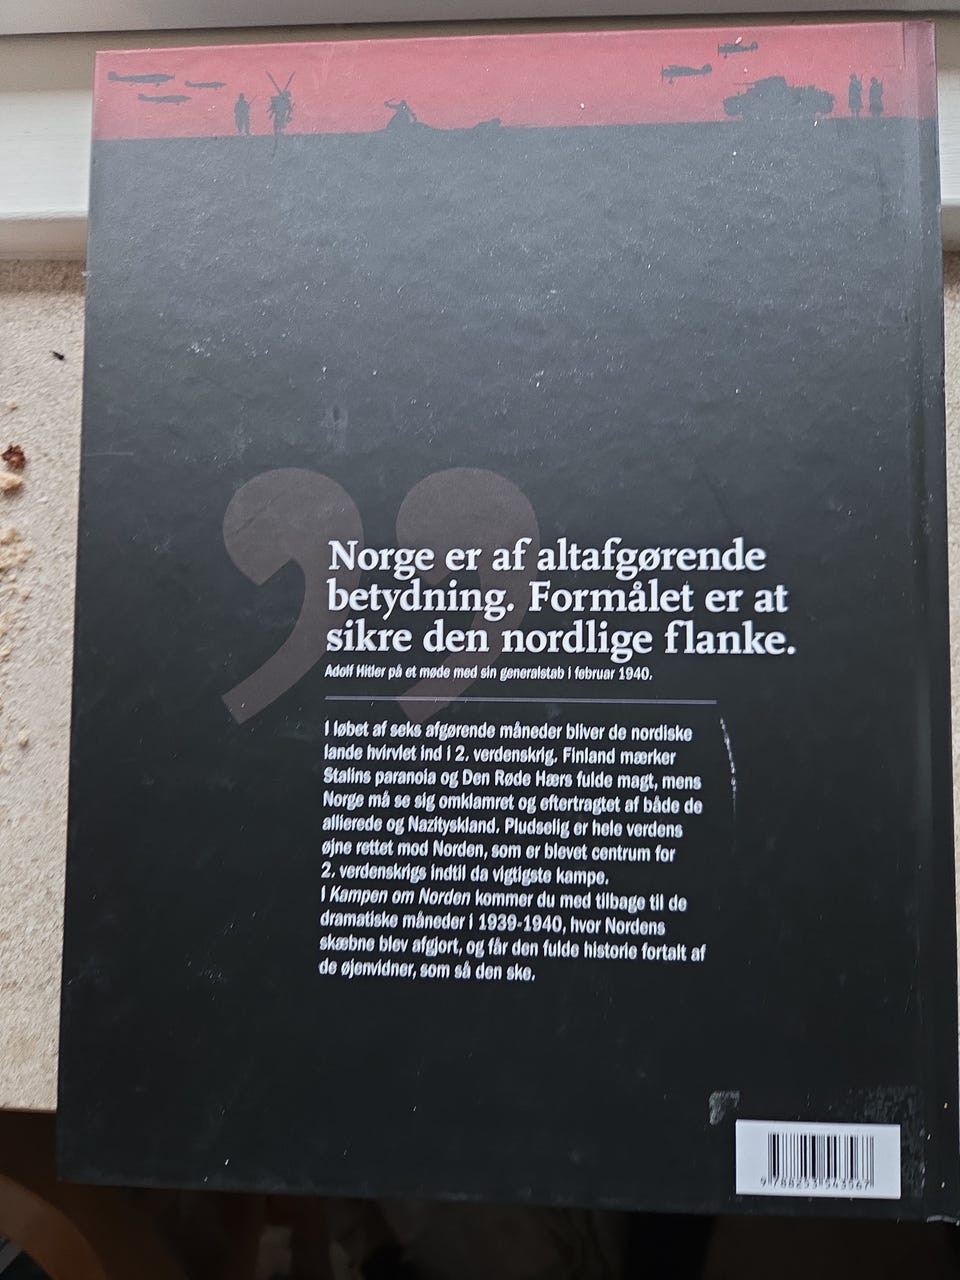 ”
Norge er af altafgørende
betydning. Formålet er at
sikre den nordlige flanke.
Adolf Hitler på et møde med sin generalstab i februar 1940.
I løbet af seks afgørende måneder bliver de nordiske
lande hvirvlet ind i 2. verdenskrig. Finland mærker
Stalins paranoia og Den Røde Hærs fulde magt, mens
Norge må se sig omklamret og eftertragtet af både de
allierede og Nazityskland. Pludselig er hele verdens
øjne rettet mod Norden, som er blevet centrum for
2. verdenskrigs indtil da vigtigste kampe.
I Kampen om Norden kommer du med tilbage til de
dramatiske måneder i 1939-1940, hvor Nordens
skæbne blev afgjort, og får den fulde historie fortalt af
de øjenvidner, som så den ske.
9 788253 543567